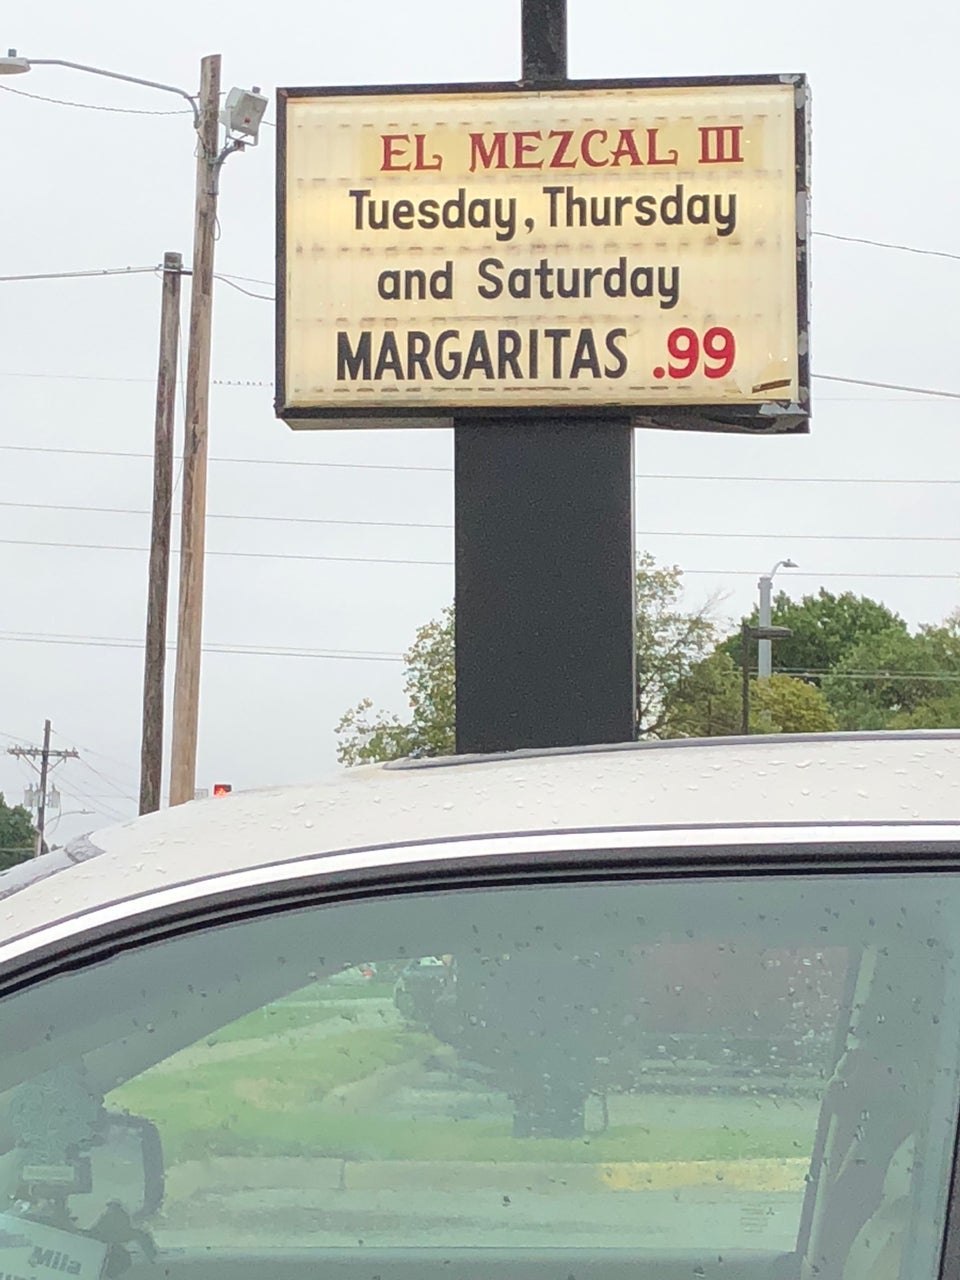 EL MEZCAL III
Tuesday, Thursday
and Saturday
MARGARITAS .99